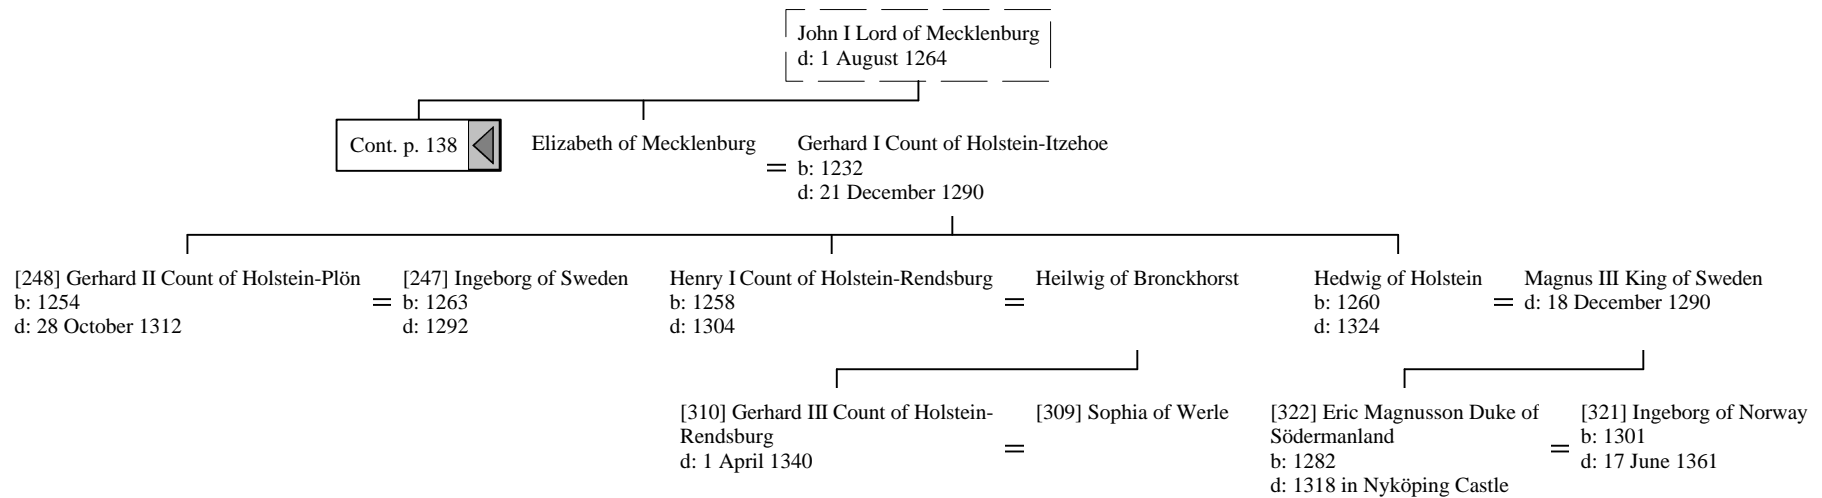 John I Lord of Mecklenburg
d: 1 August 1264
Cont. p. 138
Elizabeth of Mecklenburg
=
Gerhard I Count of Holstein-Itzehoe
b: 1232
d: 21 December 1290
[248] Gerhard II Count of Holstein-Plön
b: 1254
d: 28 October 1312
=
[247] Ingeborg of Sweden
b: 1263
d: 1292
Henry I Count of Holstein-Rendsburg
b: 1258
d: 1304
=
Heilwig of Bronckhorst
Hedwig of Holstein
b: 1260
d: 1324
=
Magnus III King of Sweden
d: 18 December 1290
[310] Gerhard III Count of Holstein-
Rendsburg
d: 1 April 1340
=
[309] Sophia of Werle
[322] Eric Magnusson Duke of
Södermanland
b: 1282
d: 1318 in Nyköping Castle
=
[321] Ingeborg of Norway
b: 1301
d: 17 June 1361